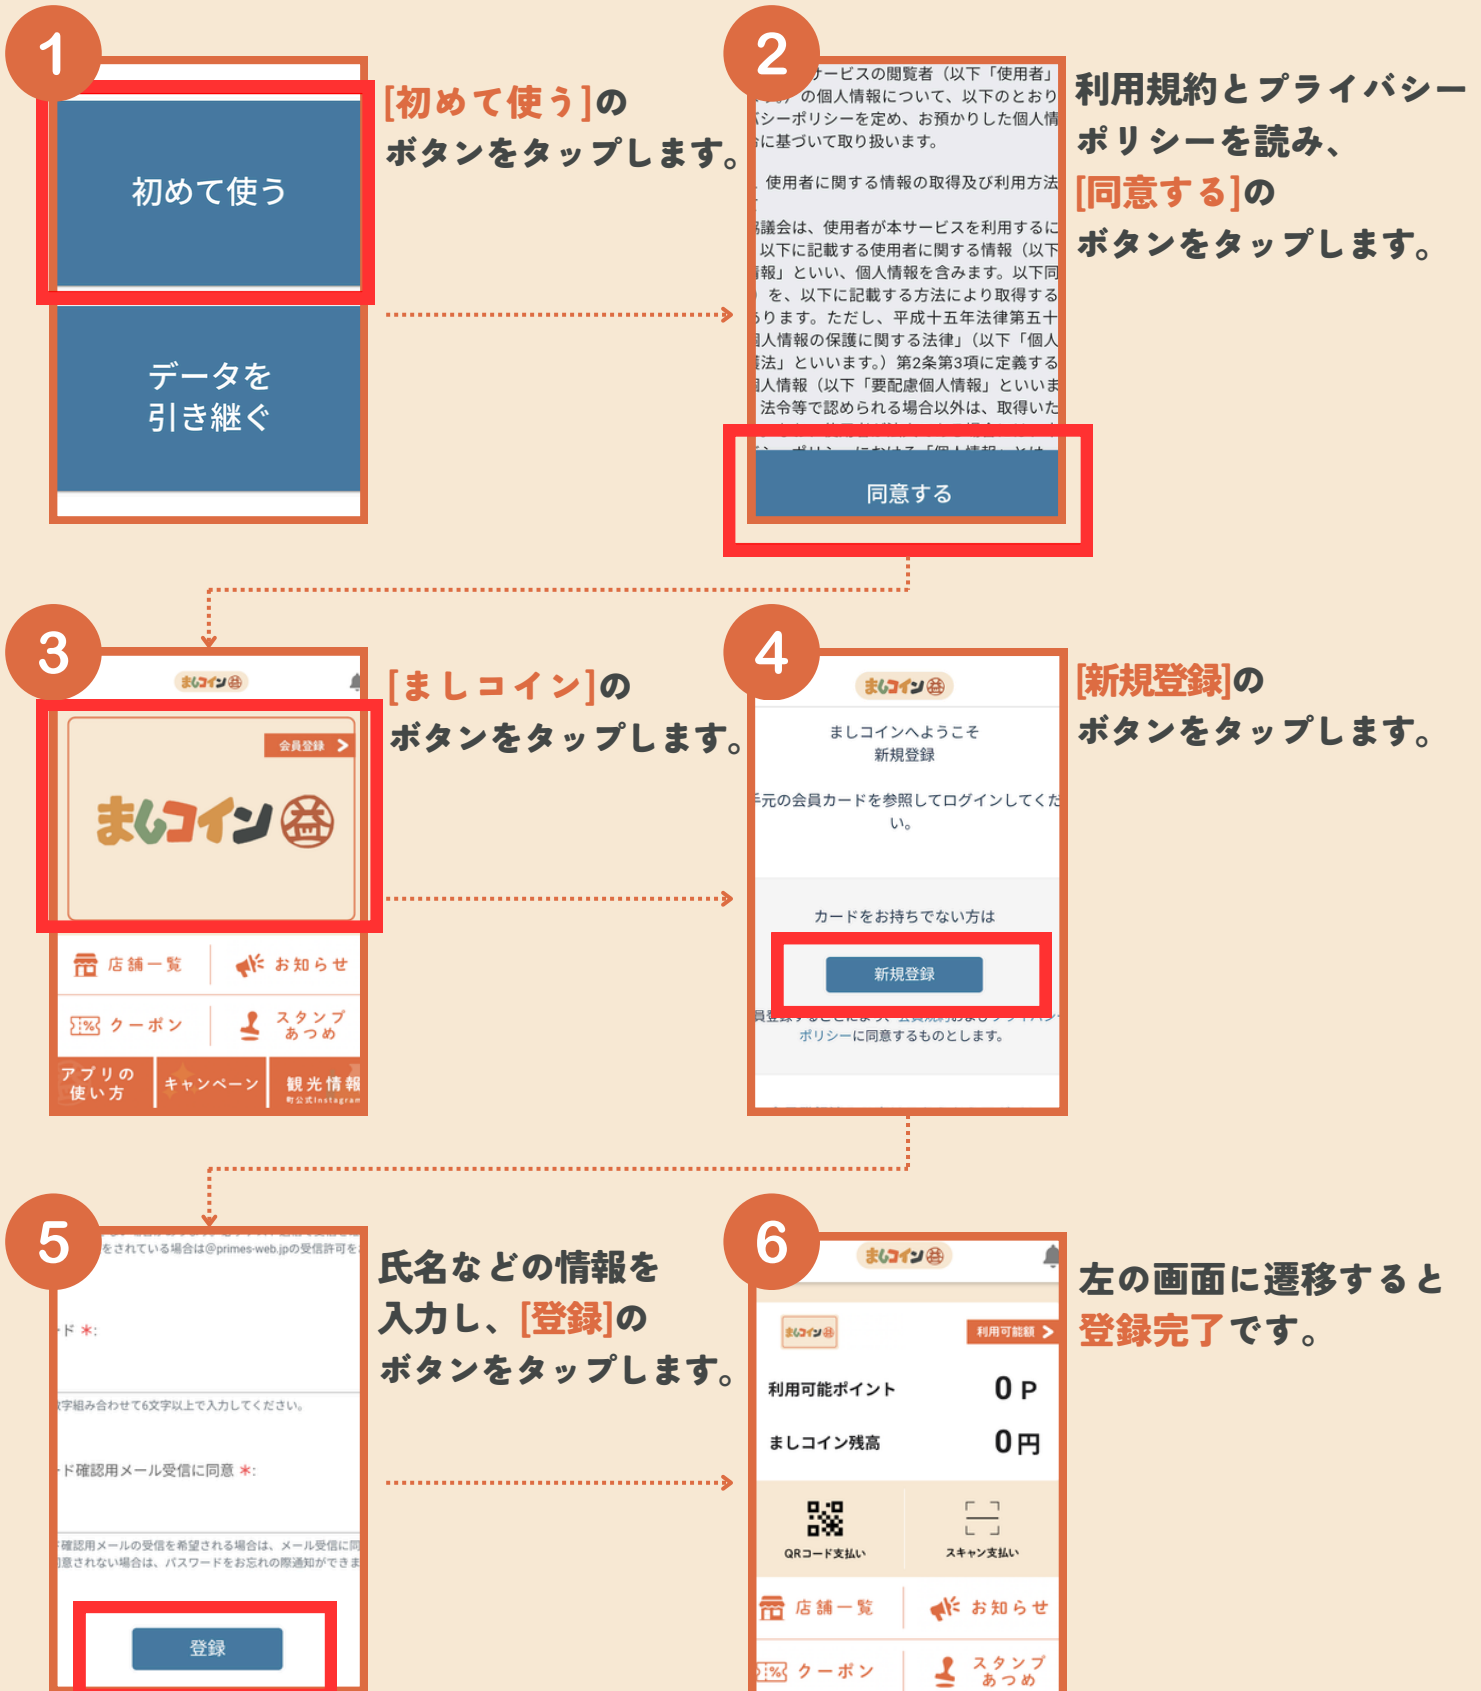 1
初めて使う
データを
引き継ぐ
[初めて使う]の
ボタンをタップします。
2
サービスの閲覧者（以下「使用者」
の個人情報について、以下のとおり
シーポリシーを定め、お預かりした個人情
に基づいて取り扱います。
使用者に関する情報の取得及び利用方法
議会は、使用者が本サービスを利用するに
以下に記載する使用者に関する情報（以下
報」といい、個人情報を含みます。以下同
を、以下に記載する方法により取得する
ります。ただし、平成十五年法律第五十
人情報の保護に関する法律」（以下「個人
法」といいます。）第2条第3項に定義する
人情報（以下「要配慮個人情報」といいま
法令等で認められる場合以外は、取得いた
同意する
利用規約とプライバシー
ポリシーを読み、
[同意する]の
ボタンをタップします。
3
ましコイン 益
会員登録
ましコイン 益
店舗一覧
お知らせ
クーポン
スタンプ
あつめ
アプリの
使い方
キャンペーン
観光情報
町公式Instagram
[ましコイン]の
ボタンをタップします。
4
ましコイン 益
ましコインへようこそ
新規登録
手元の会員カードを参照してログインしてくだ
い。
カードをお持ちでない方は
新規登録
ポリシーに同意するものとします。
[新規登録]の
ボタンをタップします。
5
をされている場合は@primes-web.jpの受信許可を
ド *:
字組み合わせて6文字以上で入力してください。
ド確認用メール受信に同意 *:
確認用メールの受信を希望される場合は、メール受信に同
意されない場合は、パスワードをお忘れの際通知ができま
登録
氏名などの情報を
入力し、[登録]の
ボタンをタップします。
6
ましコイン 益
ましコイン 益
利用可能額
利用可能ポイント
0 P
ましコイン残高
0円
QRコード支払い
スキャン支払い
店舗一覧
お知らせ
クーポン
スタンプ
あつめ
左の画面に遷移すると
登録完了です。